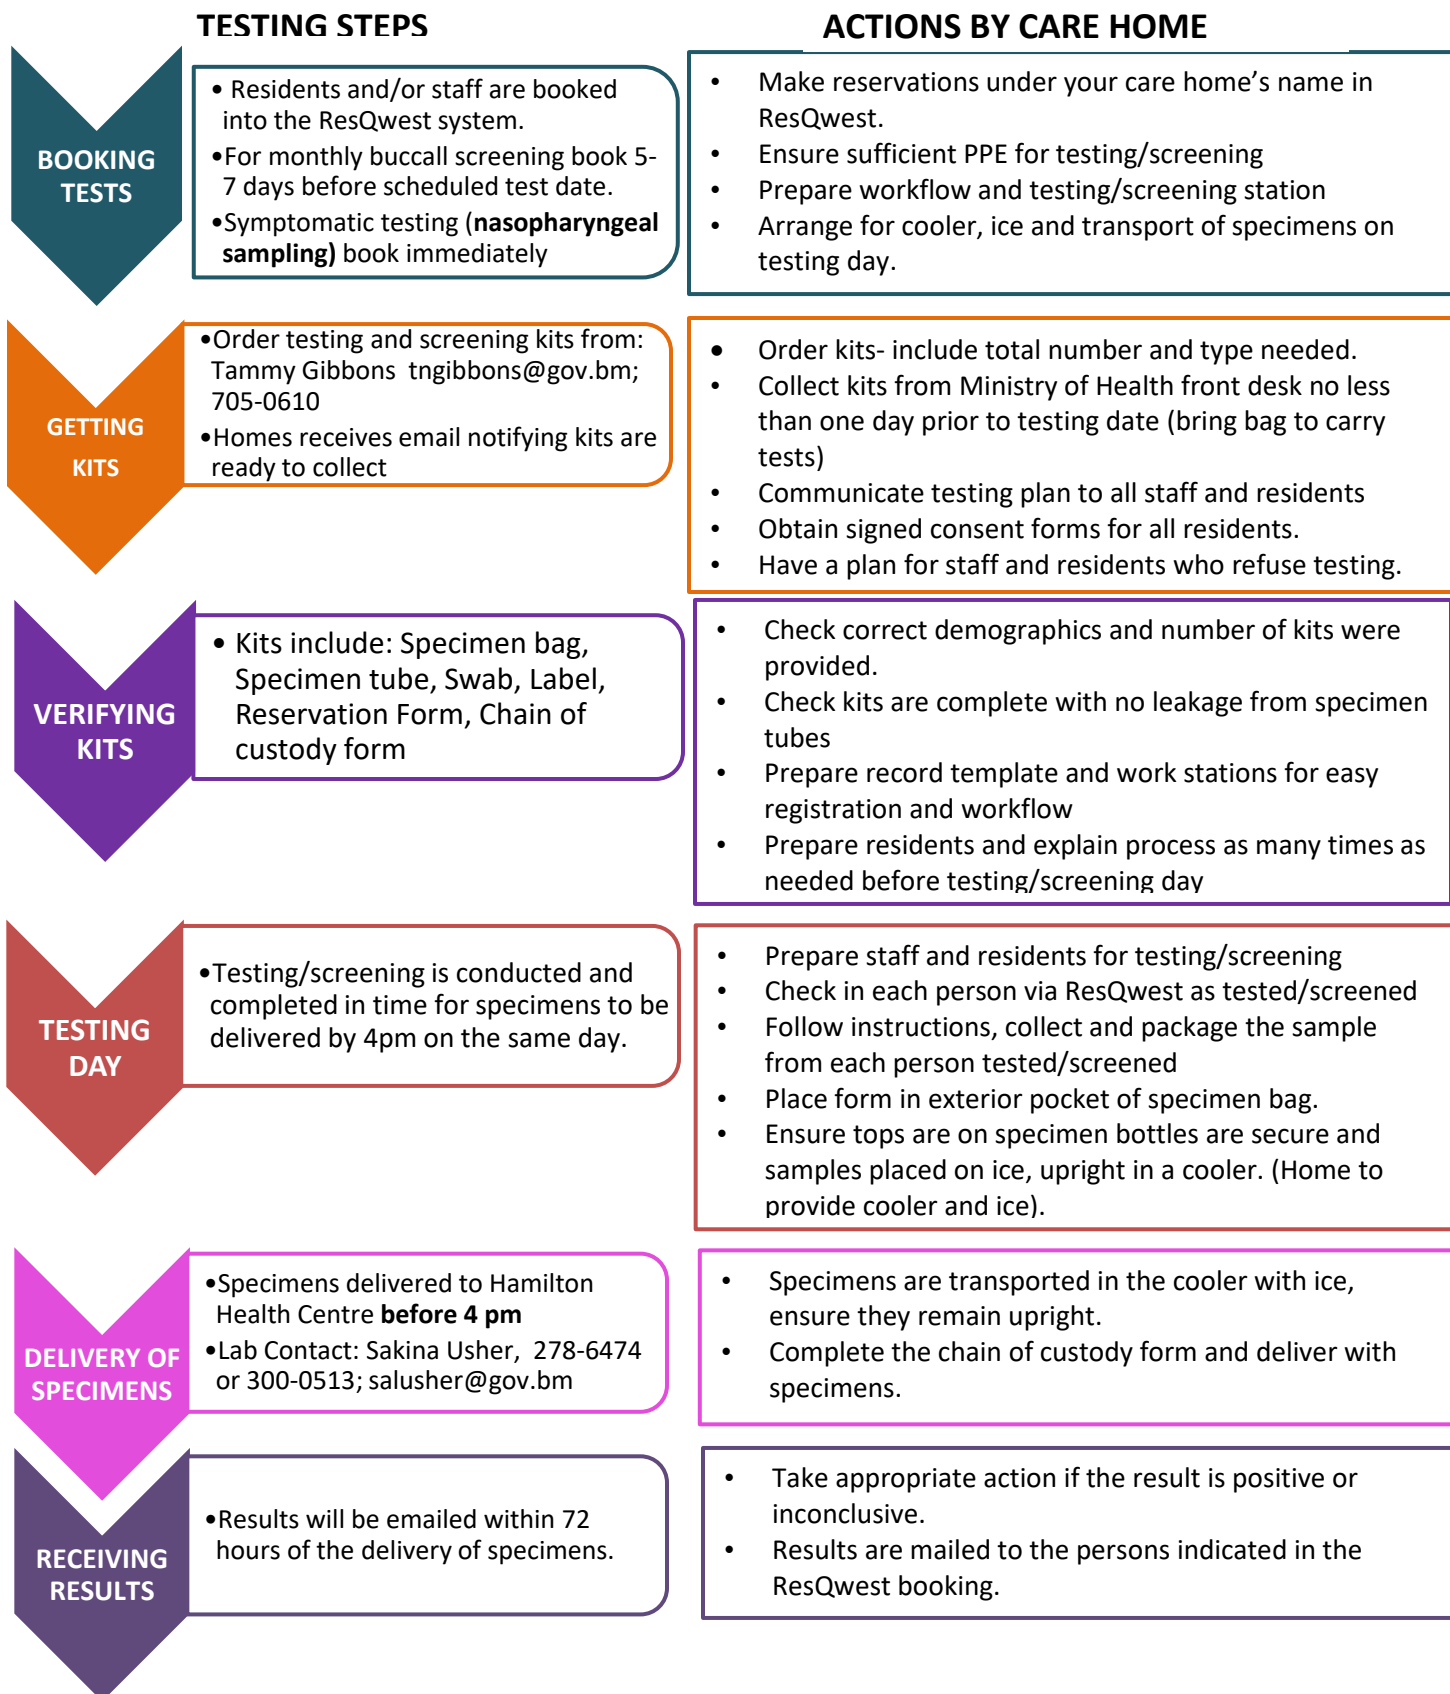 TESTING STEPS
ACTIONS BY CARE HOME
BOOKING
TESTS
• Residents and/or staff are booked
into the ResQwest system.
•For monthly buccall screening book 5-
7 days before scheduled test date.
•Symptomatic testing (nasopharyngeal
sampling) book immediately
• Make reservations under your care home's name in
ResQwest.
• Ensure sufficient PPE for testing/screening
• Prepare workflow and testing/screening station
• Arrange for cooler, ice and transport of specimens on
testing day.
GETTING
KITS
•Order testing and screening kits from:
Tammy Gibbons tngibbons@gov.bm;
705-0610
•Homes receives email notifying kits are
ready to collect
• Order kits- include total number and type needed.
• Collect kits from Ministry of Health front desk no less
than one day prior to testing date (bring bag to carry
tests)
• Communicate testing plan to all staff and residents
• Obtain signed consent forms for all residents.
• Have a plan for staff and residents who refuse testing.
VERIFYING
KITS
• Kits include: Specimen bag,
Specimen tube, Swab, Label,
Reservation Form, Chain of
custody form
• Check correct demographics and number of kits were
provided.
• Check kits are complete with no leakage from specimen
tubes
• Prepare record template and work stations for easy
registration and workflow
• Prepare residents and explain process as many times as
needed before testing/screening day
TESTING
DAY
•Testing/screening is conducted and
completed in time for specimens to be
delivered by 4pm on the same day.
• Prepare staff and residents for testing/screening
• Check in each person via ResQwest as tested/screened
• Follow instructions, collect and package the sample
from each person tested/screened
• Place form in exterior pocket of specimen bag.
• Ensure tops are on specimen bottles are secure and
samples placed on ice, upright in a cooler. (Home to
provide cooler and ice).
DELIVERY OF
SPECIMENS
•Specimens delivered to Hamilton
Health Centre before 4 pm
•Lab Contact: Sakina Usher, 278-6474
or 300-0513; salusher@gov.bm
• Specimens are transported in the cooler with ice,
ensure they remain upright.
• Complete the chain of custody form and deliver with
specimens.
RECEIVING
RESULTS
•Results will be emailed within 72
hours of the delivery of specimens.
• Take appropriate action if the result is positive or
inconclusive.
• Results are mailed to the persons indicated in the
ResQwest booking.